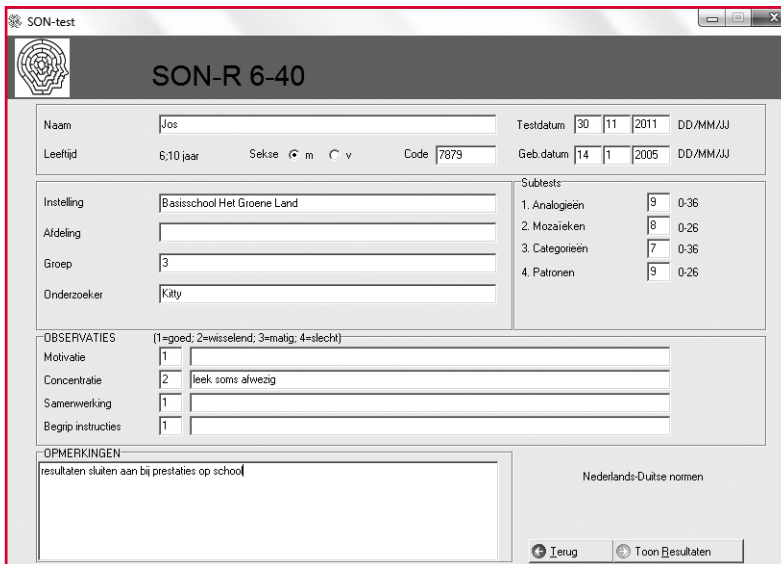 SON-test
SON-R 6-40
Naam Jos Testdatum 30 11 2011 DD/MM/JJ
Leeftijd 6;10 jaar Sekse m v Code 7879 Geb.datum 14 1 2005 DD/MM/JJ
Instelling Basisschool Het Groene Land
Afdeling
Groep 3
Onderzoeker Kitty
Subtests
1. Analogieën 9 0-36
2. Mozaïeken 8 0-26
3. Categorieën 7 0-36
4. Patronen 9 0-26
OBSERVATIES (1=goed; 2=wisselend; 3=matig; 4=slecht)
Motivatie 1
Concentratie 2 leek soms afwezig
Samenwerking 1
Begrip instructies 1
OPMERKINGEN
resultaten sluiten aan bij prestaties op school
Nederlands-Duitse normen
Terug Toon Resultaten